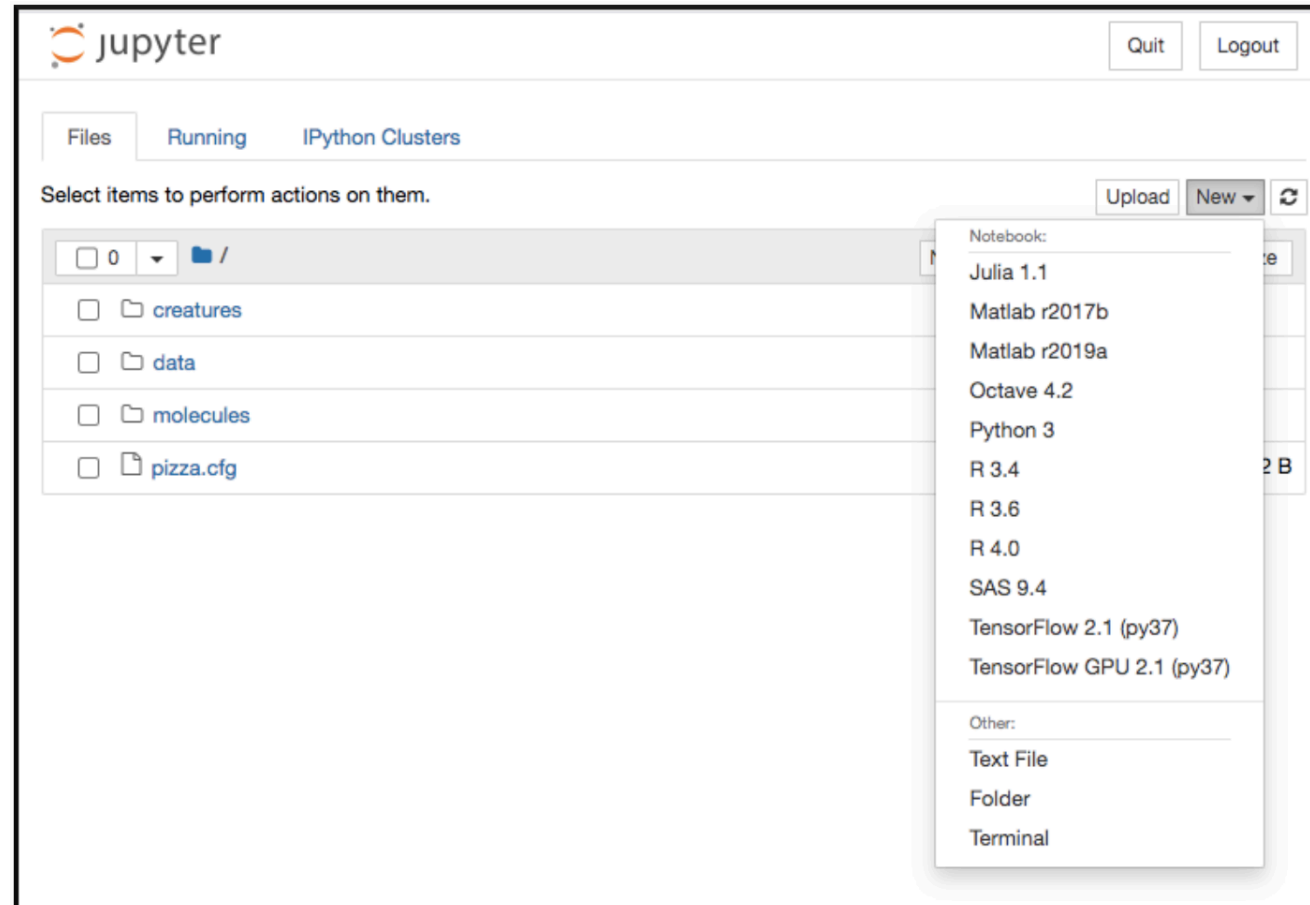 jupyter
Quit Logout
Files Running IPython Clusters
Select items to perform actions on them.
Upload New
0 /
creatures
data
molecules
pizza.cfg
Notebook:
Julia 1.1
Matlab r2017b
Matlab r2019a
Octave 4.2
Python 3
R 3.4
R 3.6
R 4.0
SAS 9.4
TensorFlow 2.1 (py37)
TensorFlow GPU 2.1 (py37)
Other:
Text File
Folder
Terminal